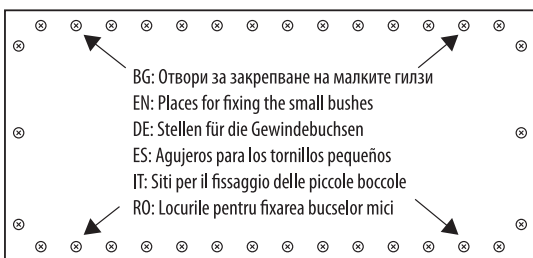 BG: Отвори за закрепване на малките гилзи
EN: Places for fixing the small bushes
DE: Stellen für die Gewindebuchsen
ES: Agujeros para los tornillos pequeños
IT: Siti per il fissaggio delle piccole boccole
RO: Locurile pentru fixarea bucselor mici